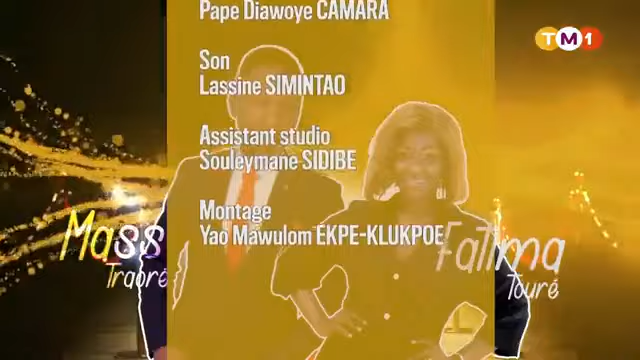 Pape Diawoye CAMARA
TM1
Son
Lassine SIMINTAO
Assistant studio
Souleymane SIDIBE
Montage
Yao Mawulom EKPE-KLUKPOE
Mass
Traoré
Fatima
Touré